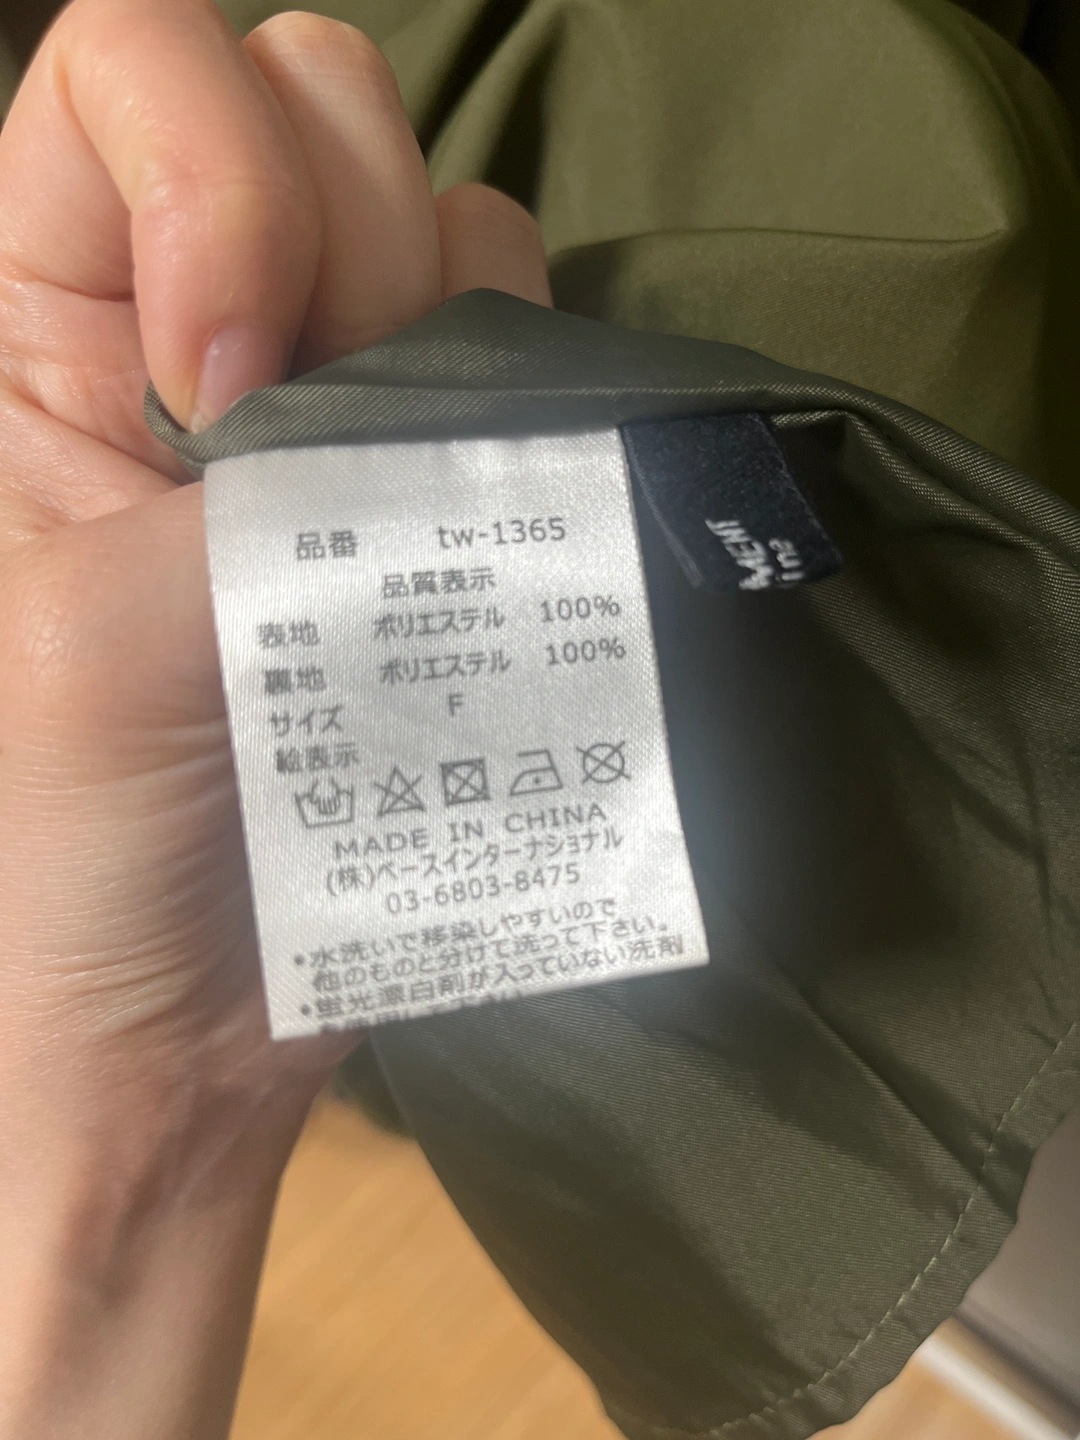 品番 tw-1365
品質表示
表地 ポリエステル 100%
裏地 ポリエステル 100%
サイズ F
絵表示
MADE IN CHINA
(株)ベースインターナショナル
03-6803-8475
・水洗いで移染しやすいので
他のものと分けて洗って下さい。
・蛍光漂白剤が入っていない洗剤